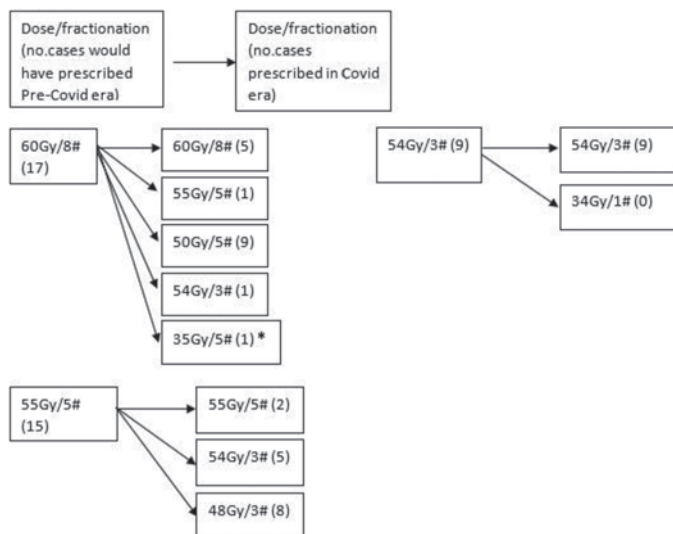 Dose/fractionation
(no.cases would
have prescribed
Pre-Covid era)
Dose/fractionation
(no.cases
prescribed in Covid
era)
60Gy/8#
(17)
60Gy/8# (5)
55Gy/5# (1)
50Gy/5# (9)
54Gy/3# (1)
35Gy/5# (1) *
54Gy/3# (9)
54Gy/3# (9)
34Gy/1# (0)
55Gy/5#
(15)
55Gy/5# (2)
54Gy/3# (5)
48Gy/3# (8)